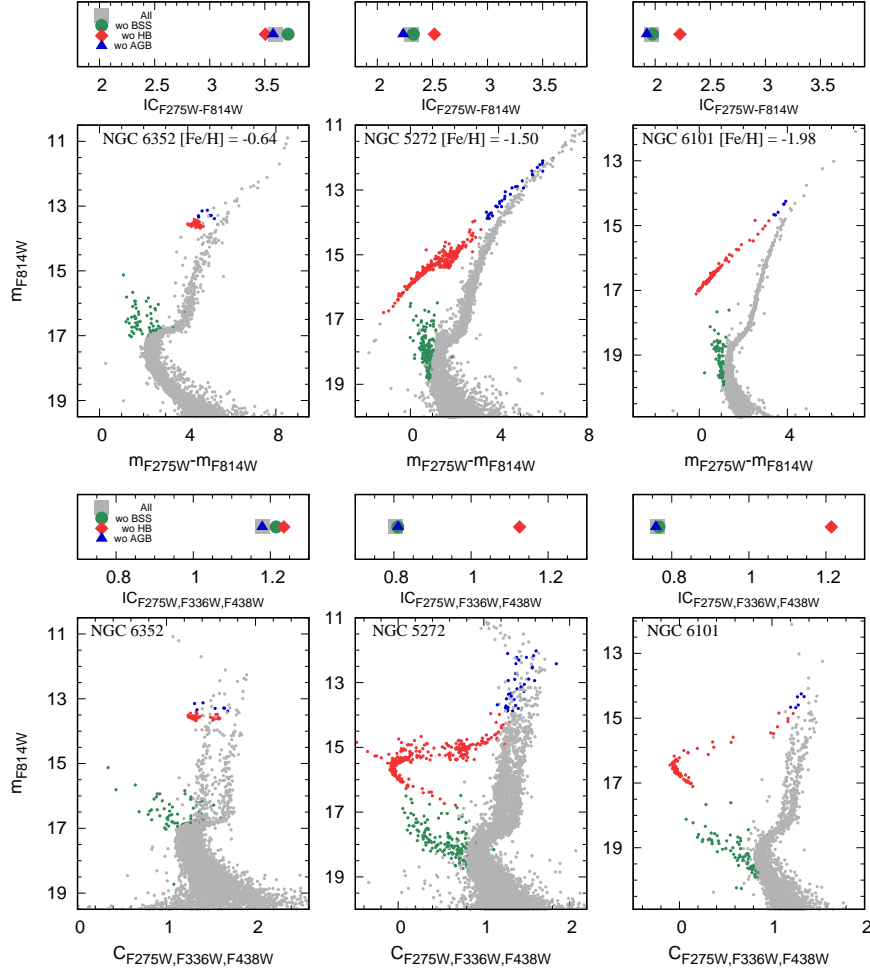 All
wo BSS
wo HB
wo AGB
2 2.5 3 3.5
2 2.5 3 3.5
2 2.5 3 3.5
IC_F275W-F814W
IC_F275W-F814W
IC_F275W-F814W
NGC 6352 [Fe/H] = -0.64
NGC 5272 [Fe/H] = -1.50
NGC 6101 [Fe/H] = -1.98
m_F814W
11
13
15
17
19
11
13
15
17
19
13
15
17
19
0 4 8
0 2 4 6 8
0 4
m_F275W-m_F814W
m_F275W-m_F814W
m_F275W-m_F814W
All
wo BSS
wo HB
wo AGB
0.8 1 1.2
0.8 1 1.2
0.8 1 1.2
IC_F275W,F336W,F438W
IC_F275W,F336W,F438W
IC_F275W,F336W,F438W
NGC 6352
NGC 5272
NGC 6101
m_F814W
11
13
15
17
19
11
13
15
17
19
13
15
17
19
0 1 2
0 1 2
0 1 2
C_F275W,F336W,F438W
C_F275W,F336W,F438W
C_F275W,F336W,F438W